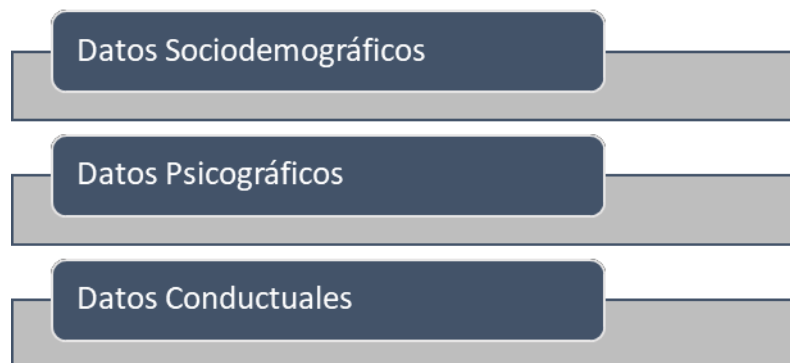 Datos Sociodemográficos
Datos Psicográficos
Datos Conductuales